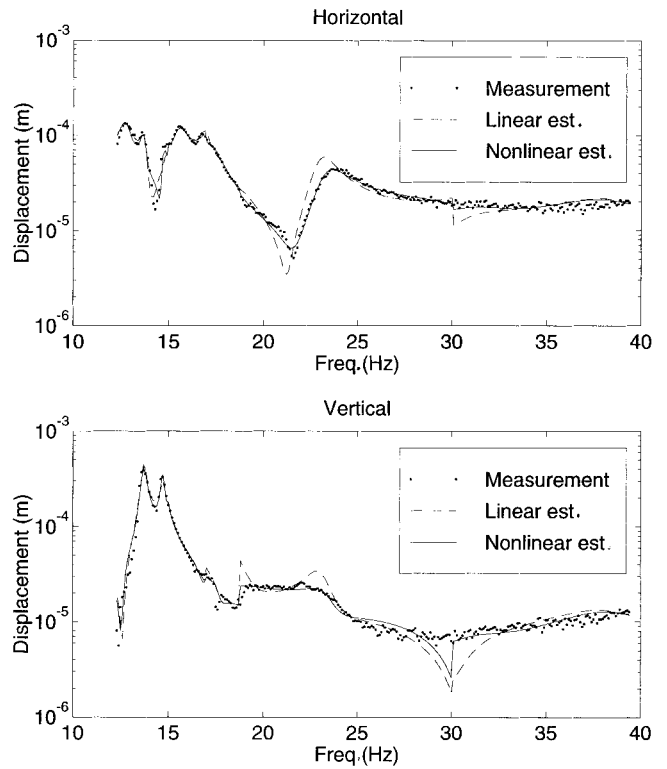 Horizontal
10-3
10-4
10-5
10-6
Displacement (m)
Measurement
Linear est.
Nonlinear est.
10 15 20 25 30 35 40
Freq.(Hz)
Vertical
10-3
10-4
10-5
10-6
Displacement (m)
Measurement
Linear est.
Nonlinear est.
10 15 20 25 30 35 40
Freq.(Hz)